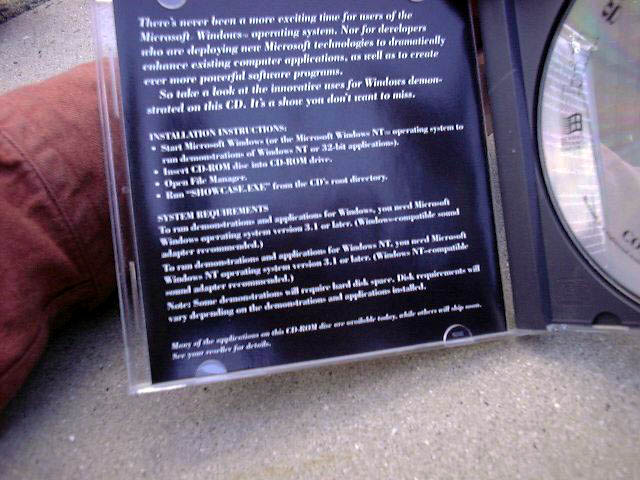 There's never been a more exciting time for users of the
Microsoft® Windows™ operating system. Nor for developers
who are deploying new Microsoft technologies to dramatically
enhance existing computer applications, as well as to create
ever more powerful software programs.
So take a look at the innovative uses for Windows demon-
strated on this CD. It's a show you don't want to miss.
INSTALLATION INSTRUCTIONS:
• Start Microsoft Windows (or the Microsoft Windows NT™ operating system to
run demonstrations of Windows NT or 32-bit applications).
• Insert CD-ROM disc into CD-ROM drive.
• Open File Manager.
• Run "SHOWCASE.EXE" from the CD's root directory.
SYSTEM REQUIREMENTS
To run demonstrations and applications for Windows, you need Microsoft
Windows operating system version 3.1 or later. (Windows-compatible sound
adapter recommended.)
To run demonstrations and applications for Windows NT, you need Microsoft
Windows NT operating system version 3.1 or later. (Windows NT-compatible
sound adapter recommended.)
Note: Some demonstrations will require hard disk space. Disk requirements will
vary depending on the demonstrations and applications installed.
Many of the applications on this CD-ROM disc are available today, while others will ship soon.
See your reseller for details.